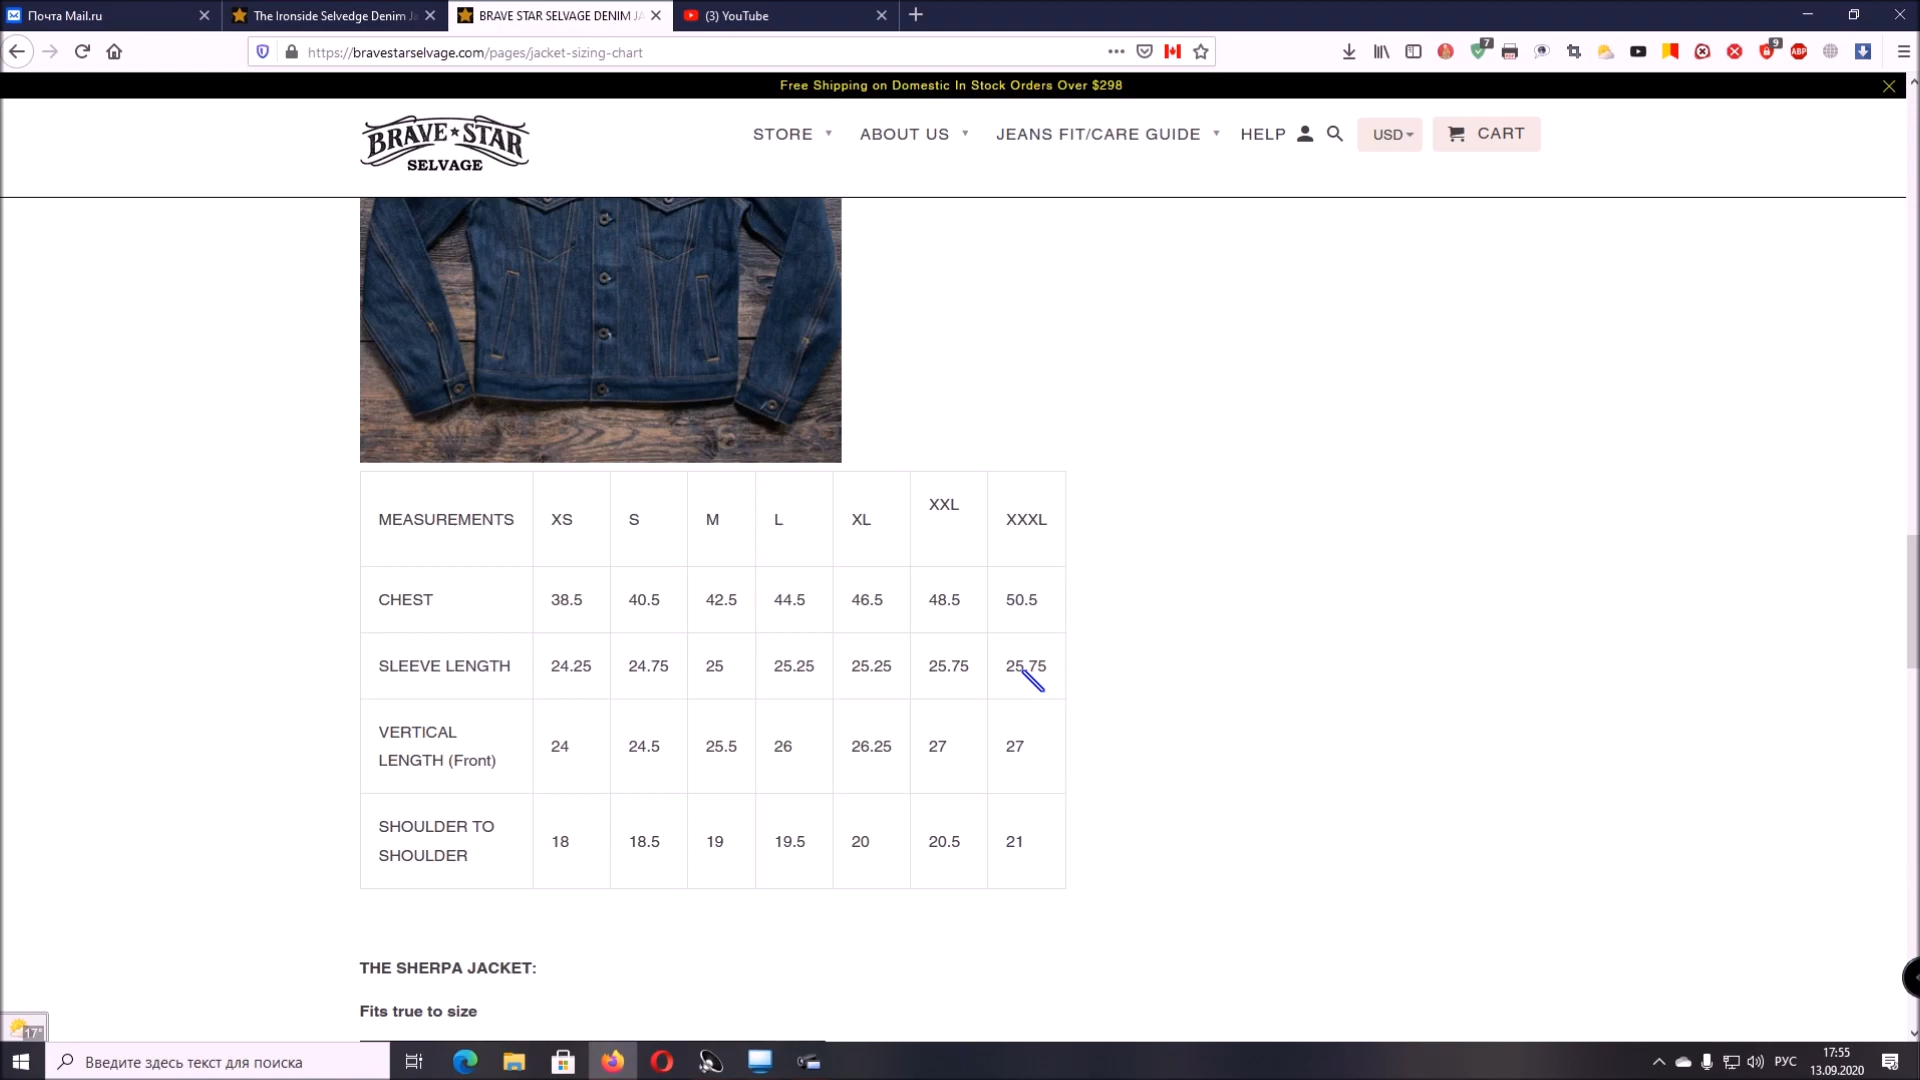 Почта Mail.ru
The Ironside Selvedge Denim Ja
BRAVE STAR SELVAGE DENIM JA
(3) YouTube
https://bravestarselvage.com/pages/jacket-sizing-chart
7
9
ABP
Free Shipping on Domestic In Stock Orders Over $298
BRAVE STAR
SELVAGE
STORE ABOUT US JEANS FIT/CARE GUIDE HELP USD CART
MEASUREMENTS XS S M L XL XXL XXXL
CHEST 38.5 40.5 42.5 44.5 46.5 48.5 50.5
SLEEVE LENGTH 24.25 24.75 25 25.25 25.25 25.75 25.75
VERTICAL
LENGTH (Front) 24 24.5 25.5 26 26.25 27 27
SHOULDER TO
SHOULDER 18 18.5 19 19.5 20 20.5 21
THE SHERPA JACKET:
Fits true to size
17°
Введите здесь текст для поиска
РУС
17:55
13.09.2020